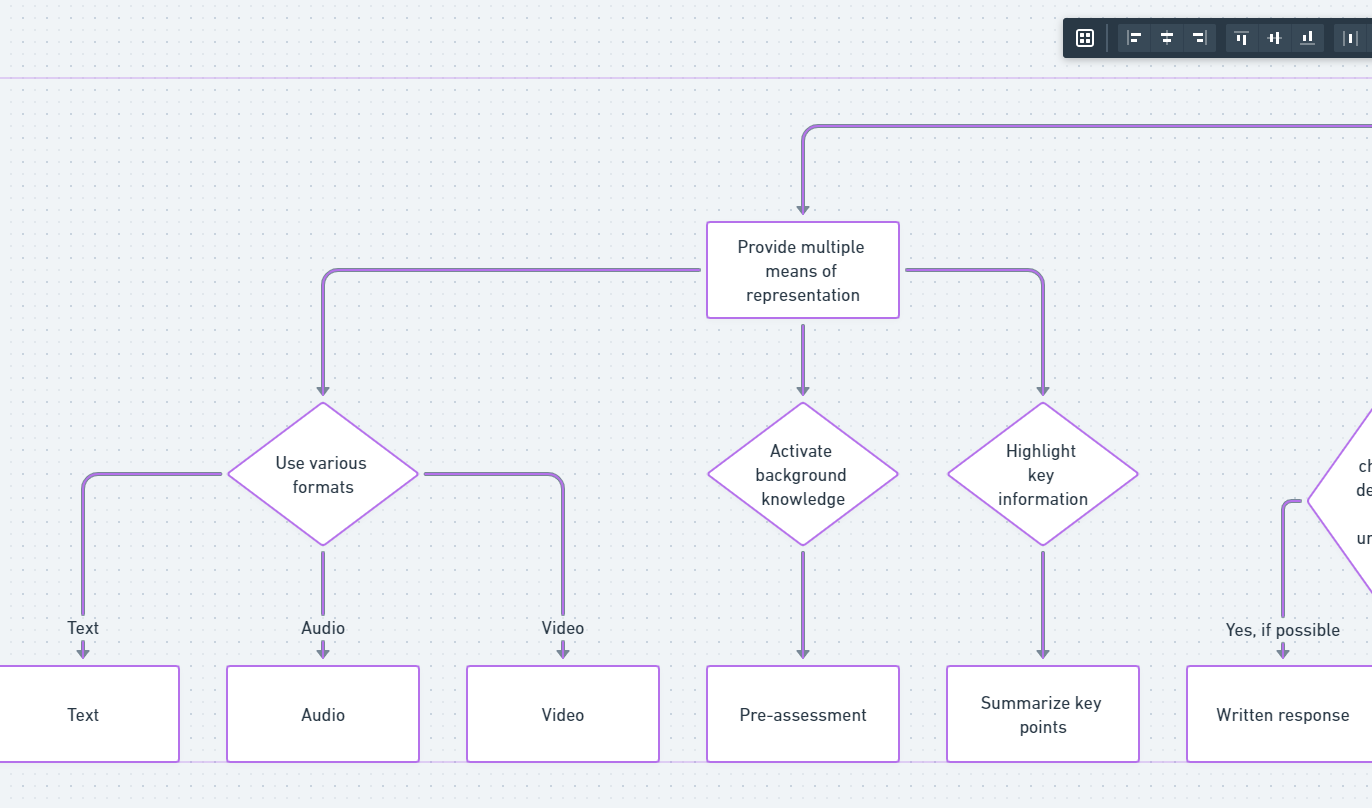 Provide multiple
means of
representation
Use various
formats
Activate
background
knowledge
Highlight
key
information
Text
Audio
Video
Yes, if possible
Text
Audio
Video
Pre-assessment
Summarize key
points
Written response